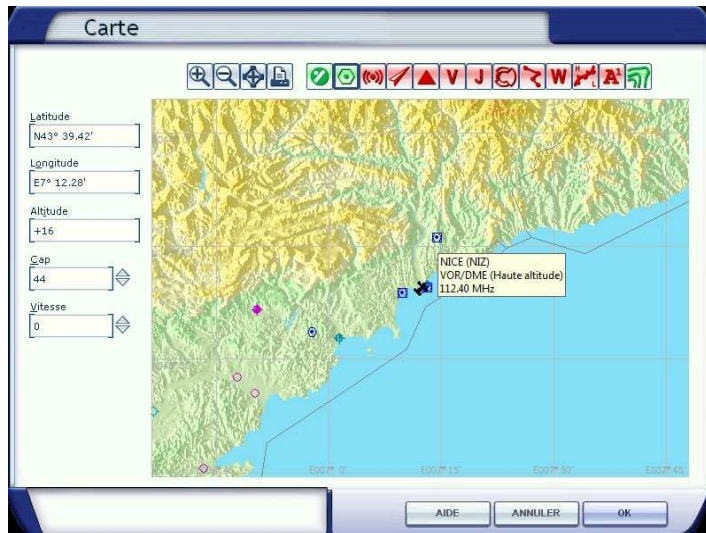 Carte
V J W A¹
Latitude
N43° 39.42'
Longitude
E7° 12.28'
Altitude
+16
Cap
44
Vitesse
0
NICE (NIZ)
VOR/DME (Haute altitude)
112.40 MHz
E007° 0'
E007° 15'
E007° 30'
E007° 45'
AIDE
ANNULER
OK